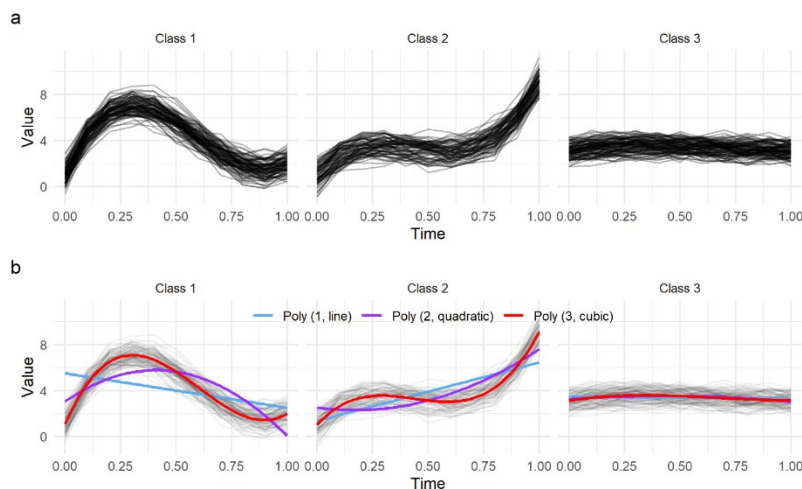 a
Class 1 Class 2 Class 3
8
4
0
Value
0.00 0.25 0.50 0.75 1.00 0.00 0.25 0.50 0.75 1.00 0.00 0.25 0.50 0.75 1.00
Time
b
Class 1 Class 2 Class 3
Poly (1, line) Poly (2, quadratic) Poly (3, cubic)
8
4
0
Value
0.00 0.25 0.50 0.75 1.00 0.00 0.25 0.50 0.75 1.00 0.00 0.25 0.50 0.75 1.00
Time